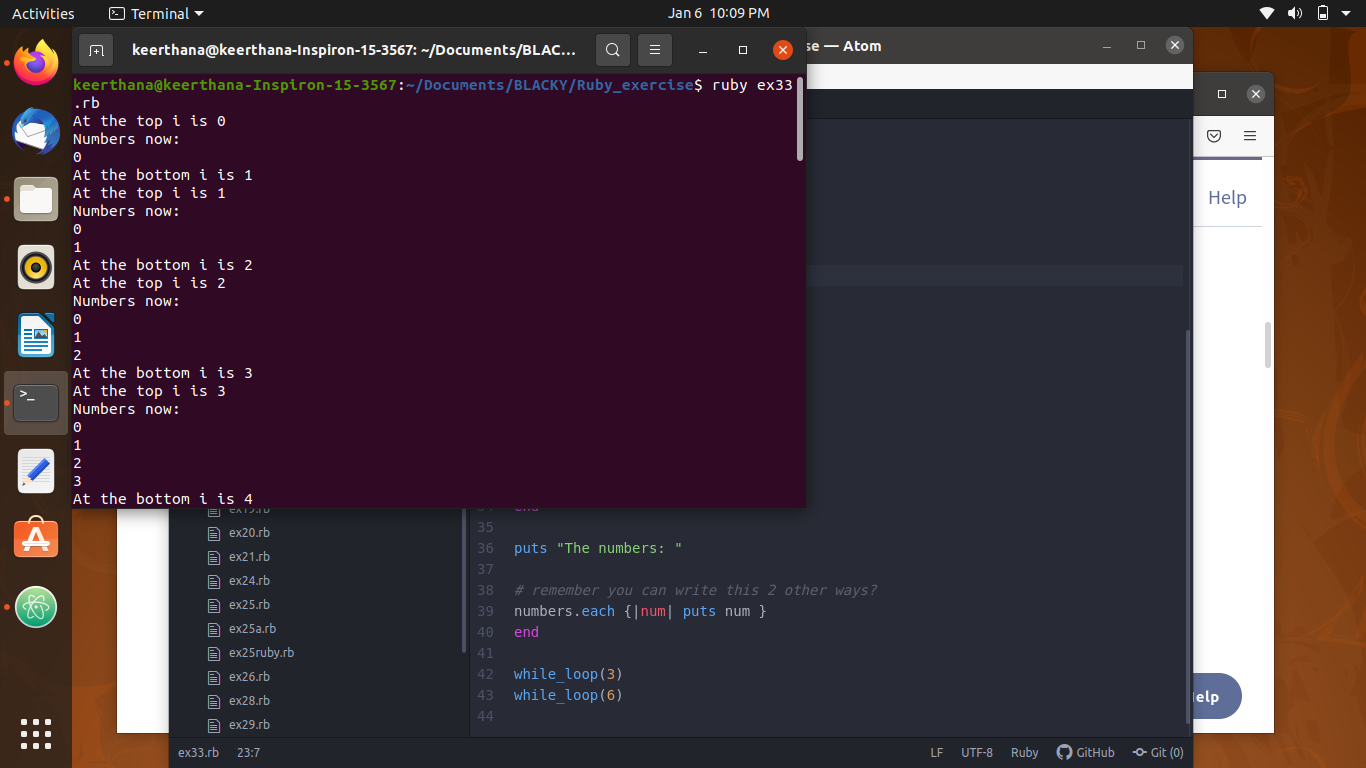 Activities Terminal Jan 6 10:09 PM
keerthana@keerthana-Inspiron-15-3567: ~/Documents/BLAC...
keerthana@keerthana-Inspiron-15-3567:~/Documents/BLACKY/Ruby_exercise$ ruby ex33
.rb
At the top i is 0
Numbers now:
0
At the bottom i is 1
At the top i is 1
Numbers now:
0
1
At the bottom i is 2
At the top i is 2
Numbers now:
0
1
2
At the bottom i is 3
At the top i is 3
Numbers now:
0
1
2
3
At the bottom i is 4
se — Atom
Help
ex19.rb
ex20.rb
ex21.rb
ex24.rb
ex25.rb
ex25a.rb
ex25ruby.rb
ex26.rb
ex28.rb
ex29.rb
34 end
35
36 puts "The numbers: "
37
38 # remember you can write this 2 other ways?
39 numbers.each {|num| puts num }
40 end
41
42 while_loop(3)
43 while_loop(6)
44
elp
ex33.rb 23:7 LF UTF-8 Ruby GitHub Git (0)